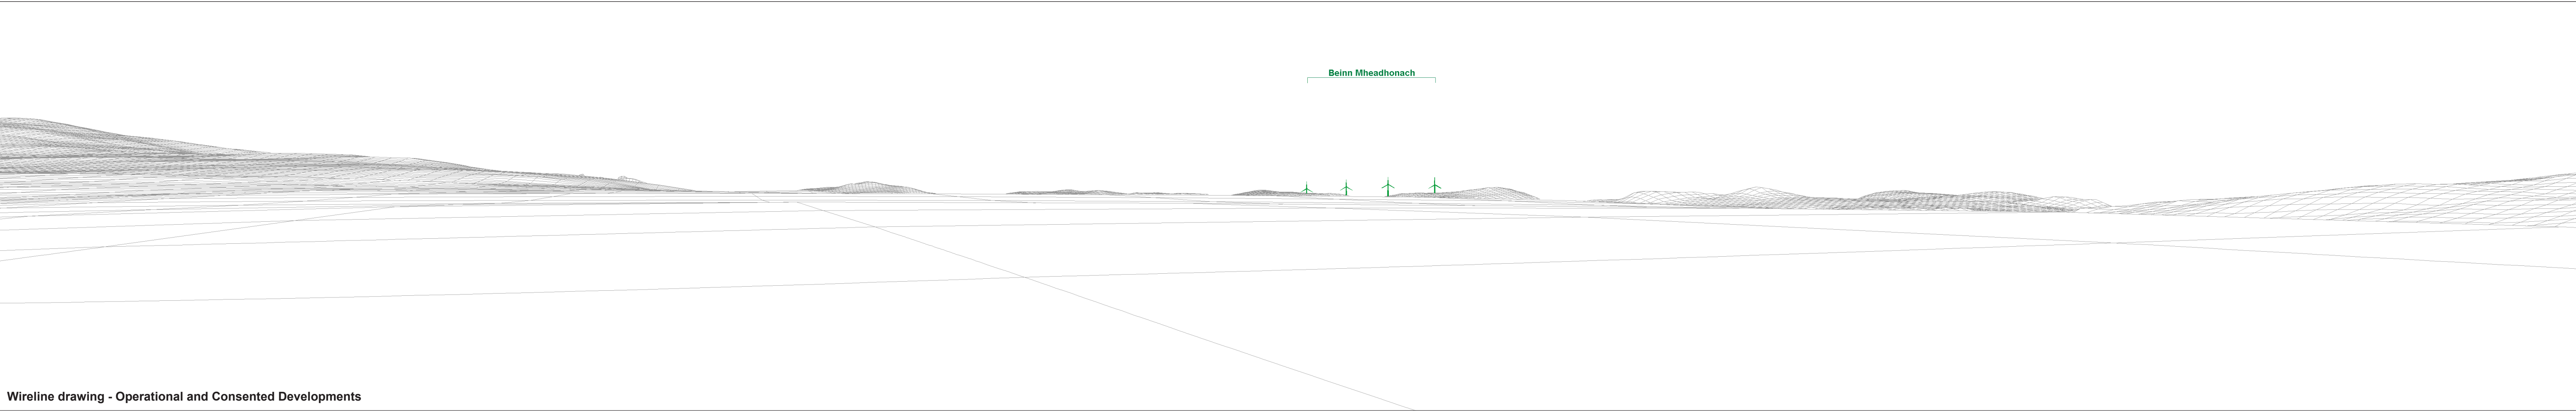 Beinn Mheadhonach
Wireline drawing - Operational and Consented Developments